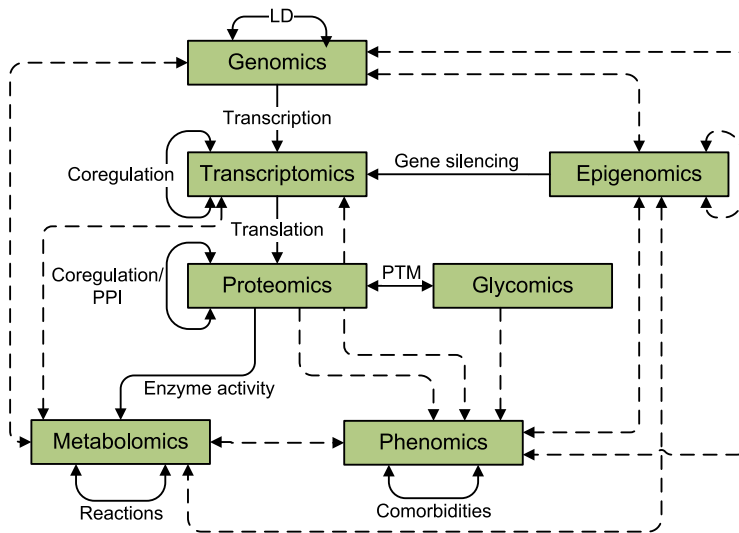 LD
Genomics
Transcription
Gene silencing
Coregulation
Transcriptomics
Epigenomics
Translation
Coregulation/
PPI
Proteomics
PTM
Glycomics
Enzyme activity
Metabolomics
Phenomics
Reactions
Comorbidities